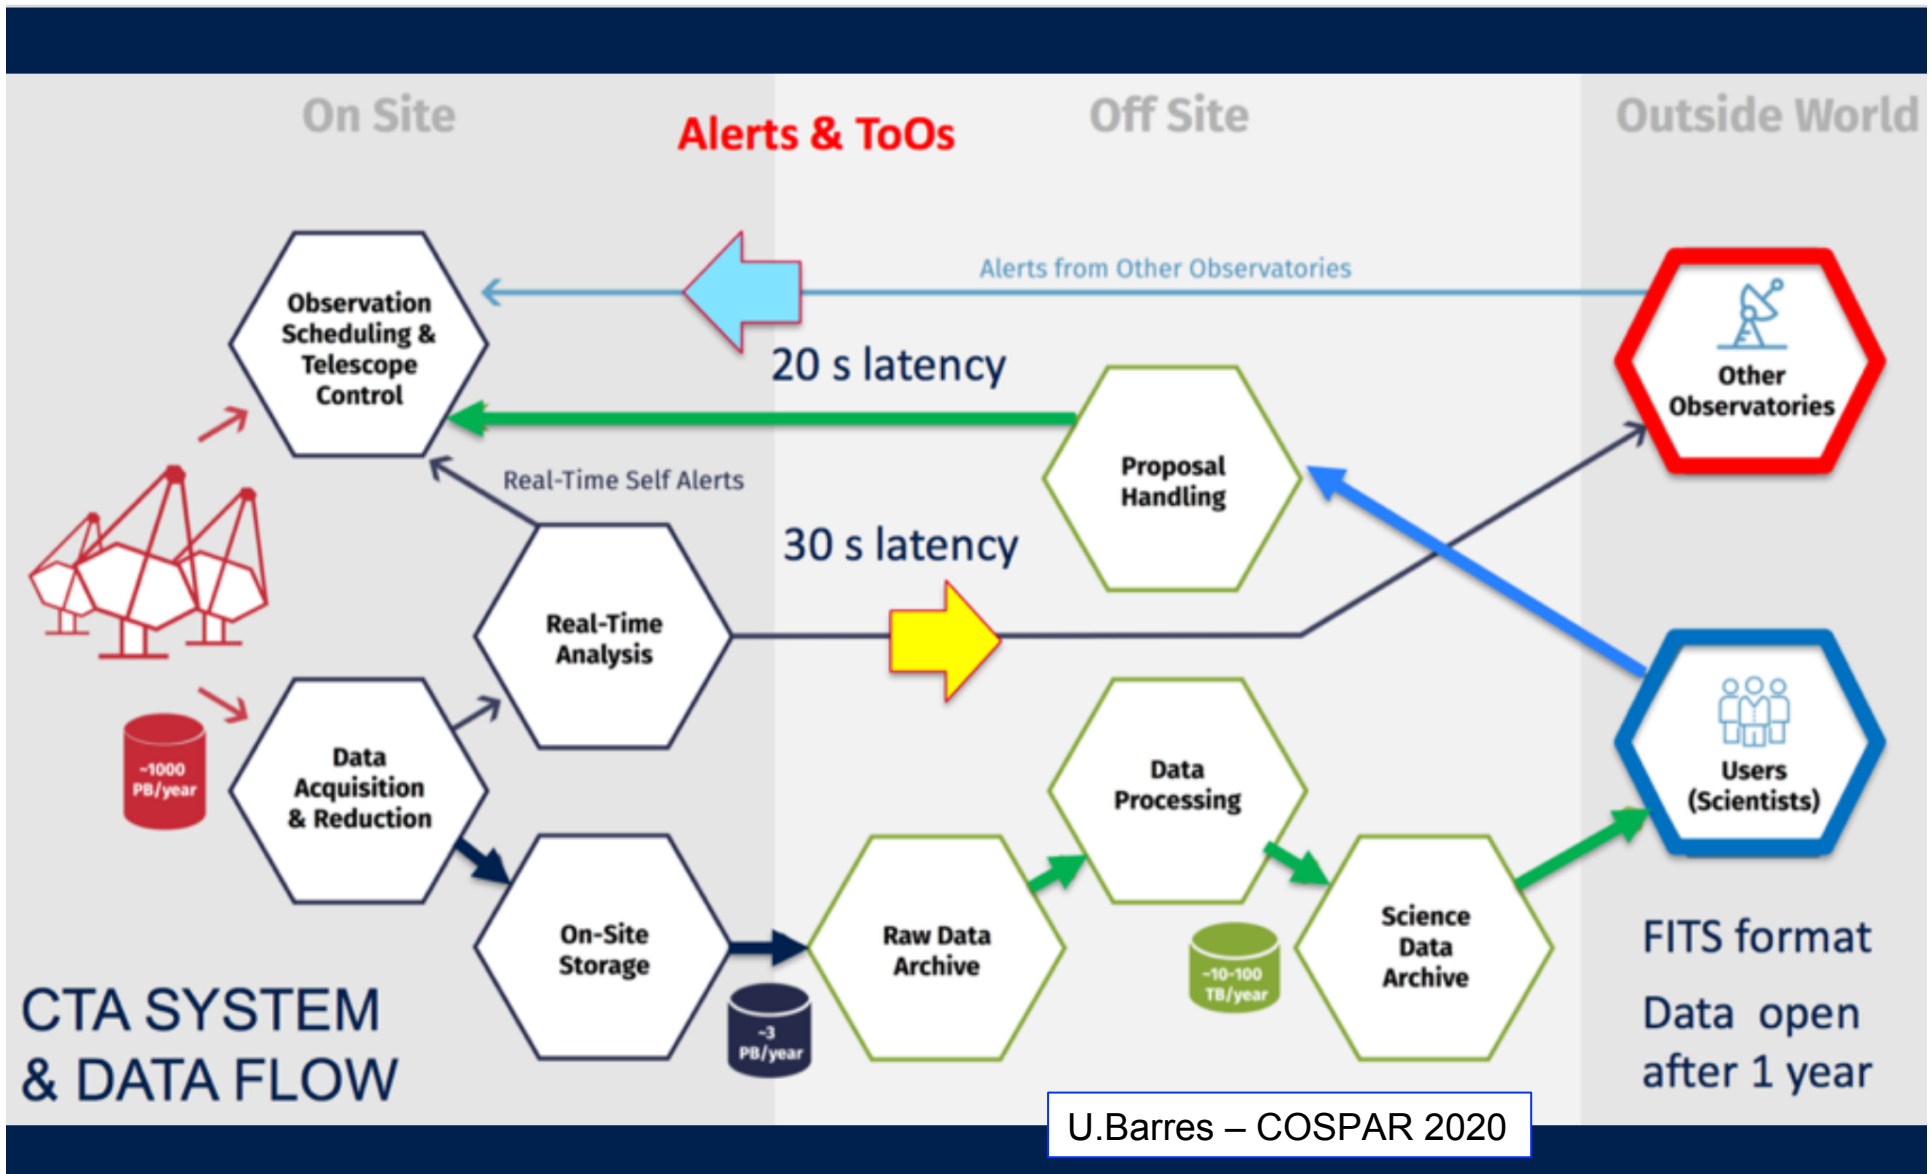 On Site
Off Site
Outside World
Alerts & ToOs
Alerts from Other Observatories
Observation
Scheduling &
Telescope
Control
20 s latency
Other
Observatories
Proposal
Handling
Real-Time Self Alerts
30 s latency
Real-Time
Analysis
~1000
PB/year
Data
Acquisition
& Reduction
Data
Processing
Users
(Scientists)
On-Site
Storage
~3
PB/year
Raw Data
Archive
~10-100
TB/year
Science
Data
Archive
FITS format
Data open
after 1 year
CTA SYSTEM
& DATA FLOW
U.Barres – COSPAR 2020